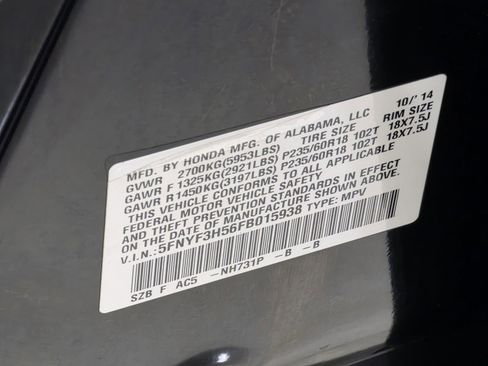 MFD. BY HONDA MFG. OF ALABAMA, LLC 10/'14
GVWR 2700KG(5953LBS) TIRE SIZE RIM SIZE
GAWR F 1325KG(2921LBS) P235/60R18 102T 18X7.5J
GAWR R 1450KG(3197LBS) P235/60R18 102T 18X7.5J
THIS VEHICLE CONFORMS TO ALL APPLICABLE
FEDERAL MOTOR VEHICLE SAFETY AND
THEFT PREVENTION STANDARDS IN EFFECT
ON THE DATE OF MANUFACTURE SHOWN ABOVE.
V.I.N.: 5FNYF3H56FB015938 TYPE: MPV
SZB F AC5 -NH731P -B -B